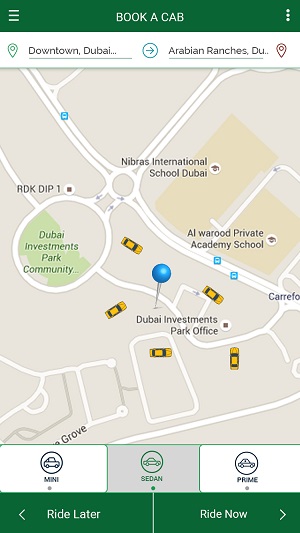 BOOK A CAB
Downtown, Dubai...
Arabian Ranches, Du..
Nibras International
School Dubai
RDK DIP 1
Al warood Private
Academy School
Dubai
Investments
Park
Community...
Carrefo
Dubai Investments
Park Office
Grove
MINI
SEDAN
PRIME
Ride Later
Ride Now